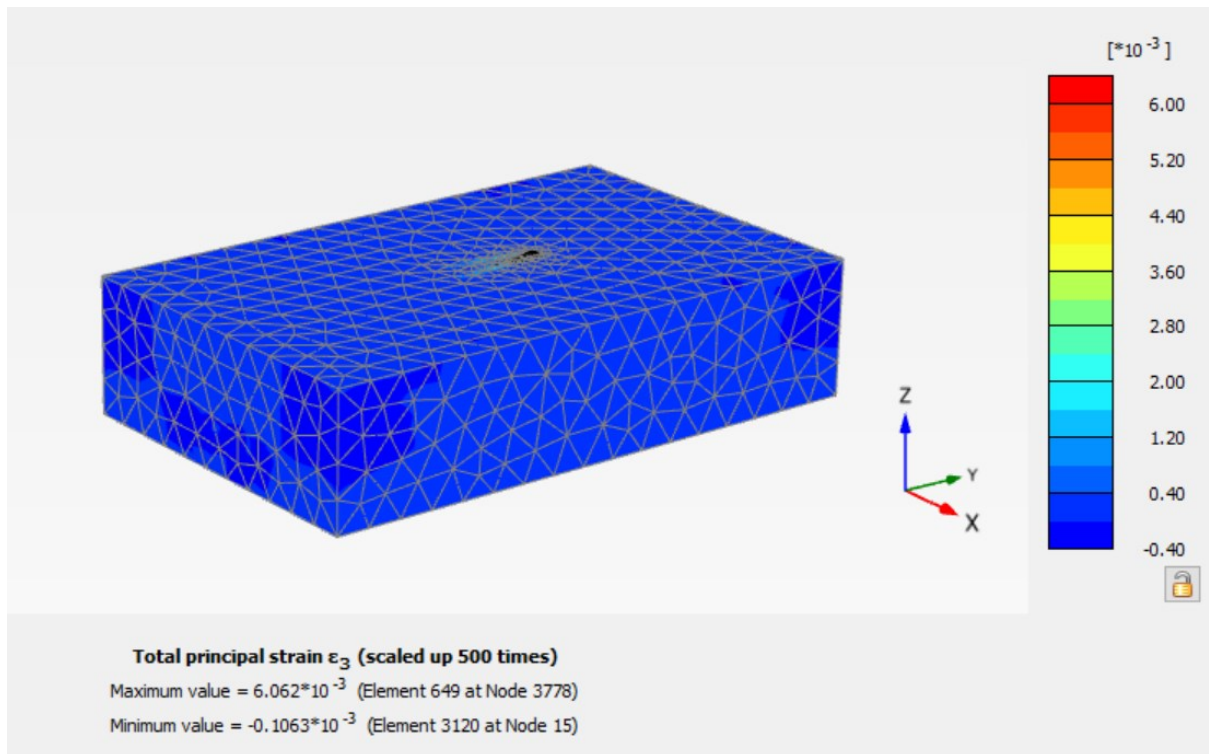 [*10⁻³ ]
6.00
5.20
4.40
3.60
2.80
2.00
1.20
0.40
-0.40
Z
Y
X
Total principal strain ε₃ (scaled up 500 times)
Maximum value = 6.062*10⁻³ (Element 649 at Node 3778)
Minimum value = -0.1063*10⁻³ (Element 3120 at Node 15)